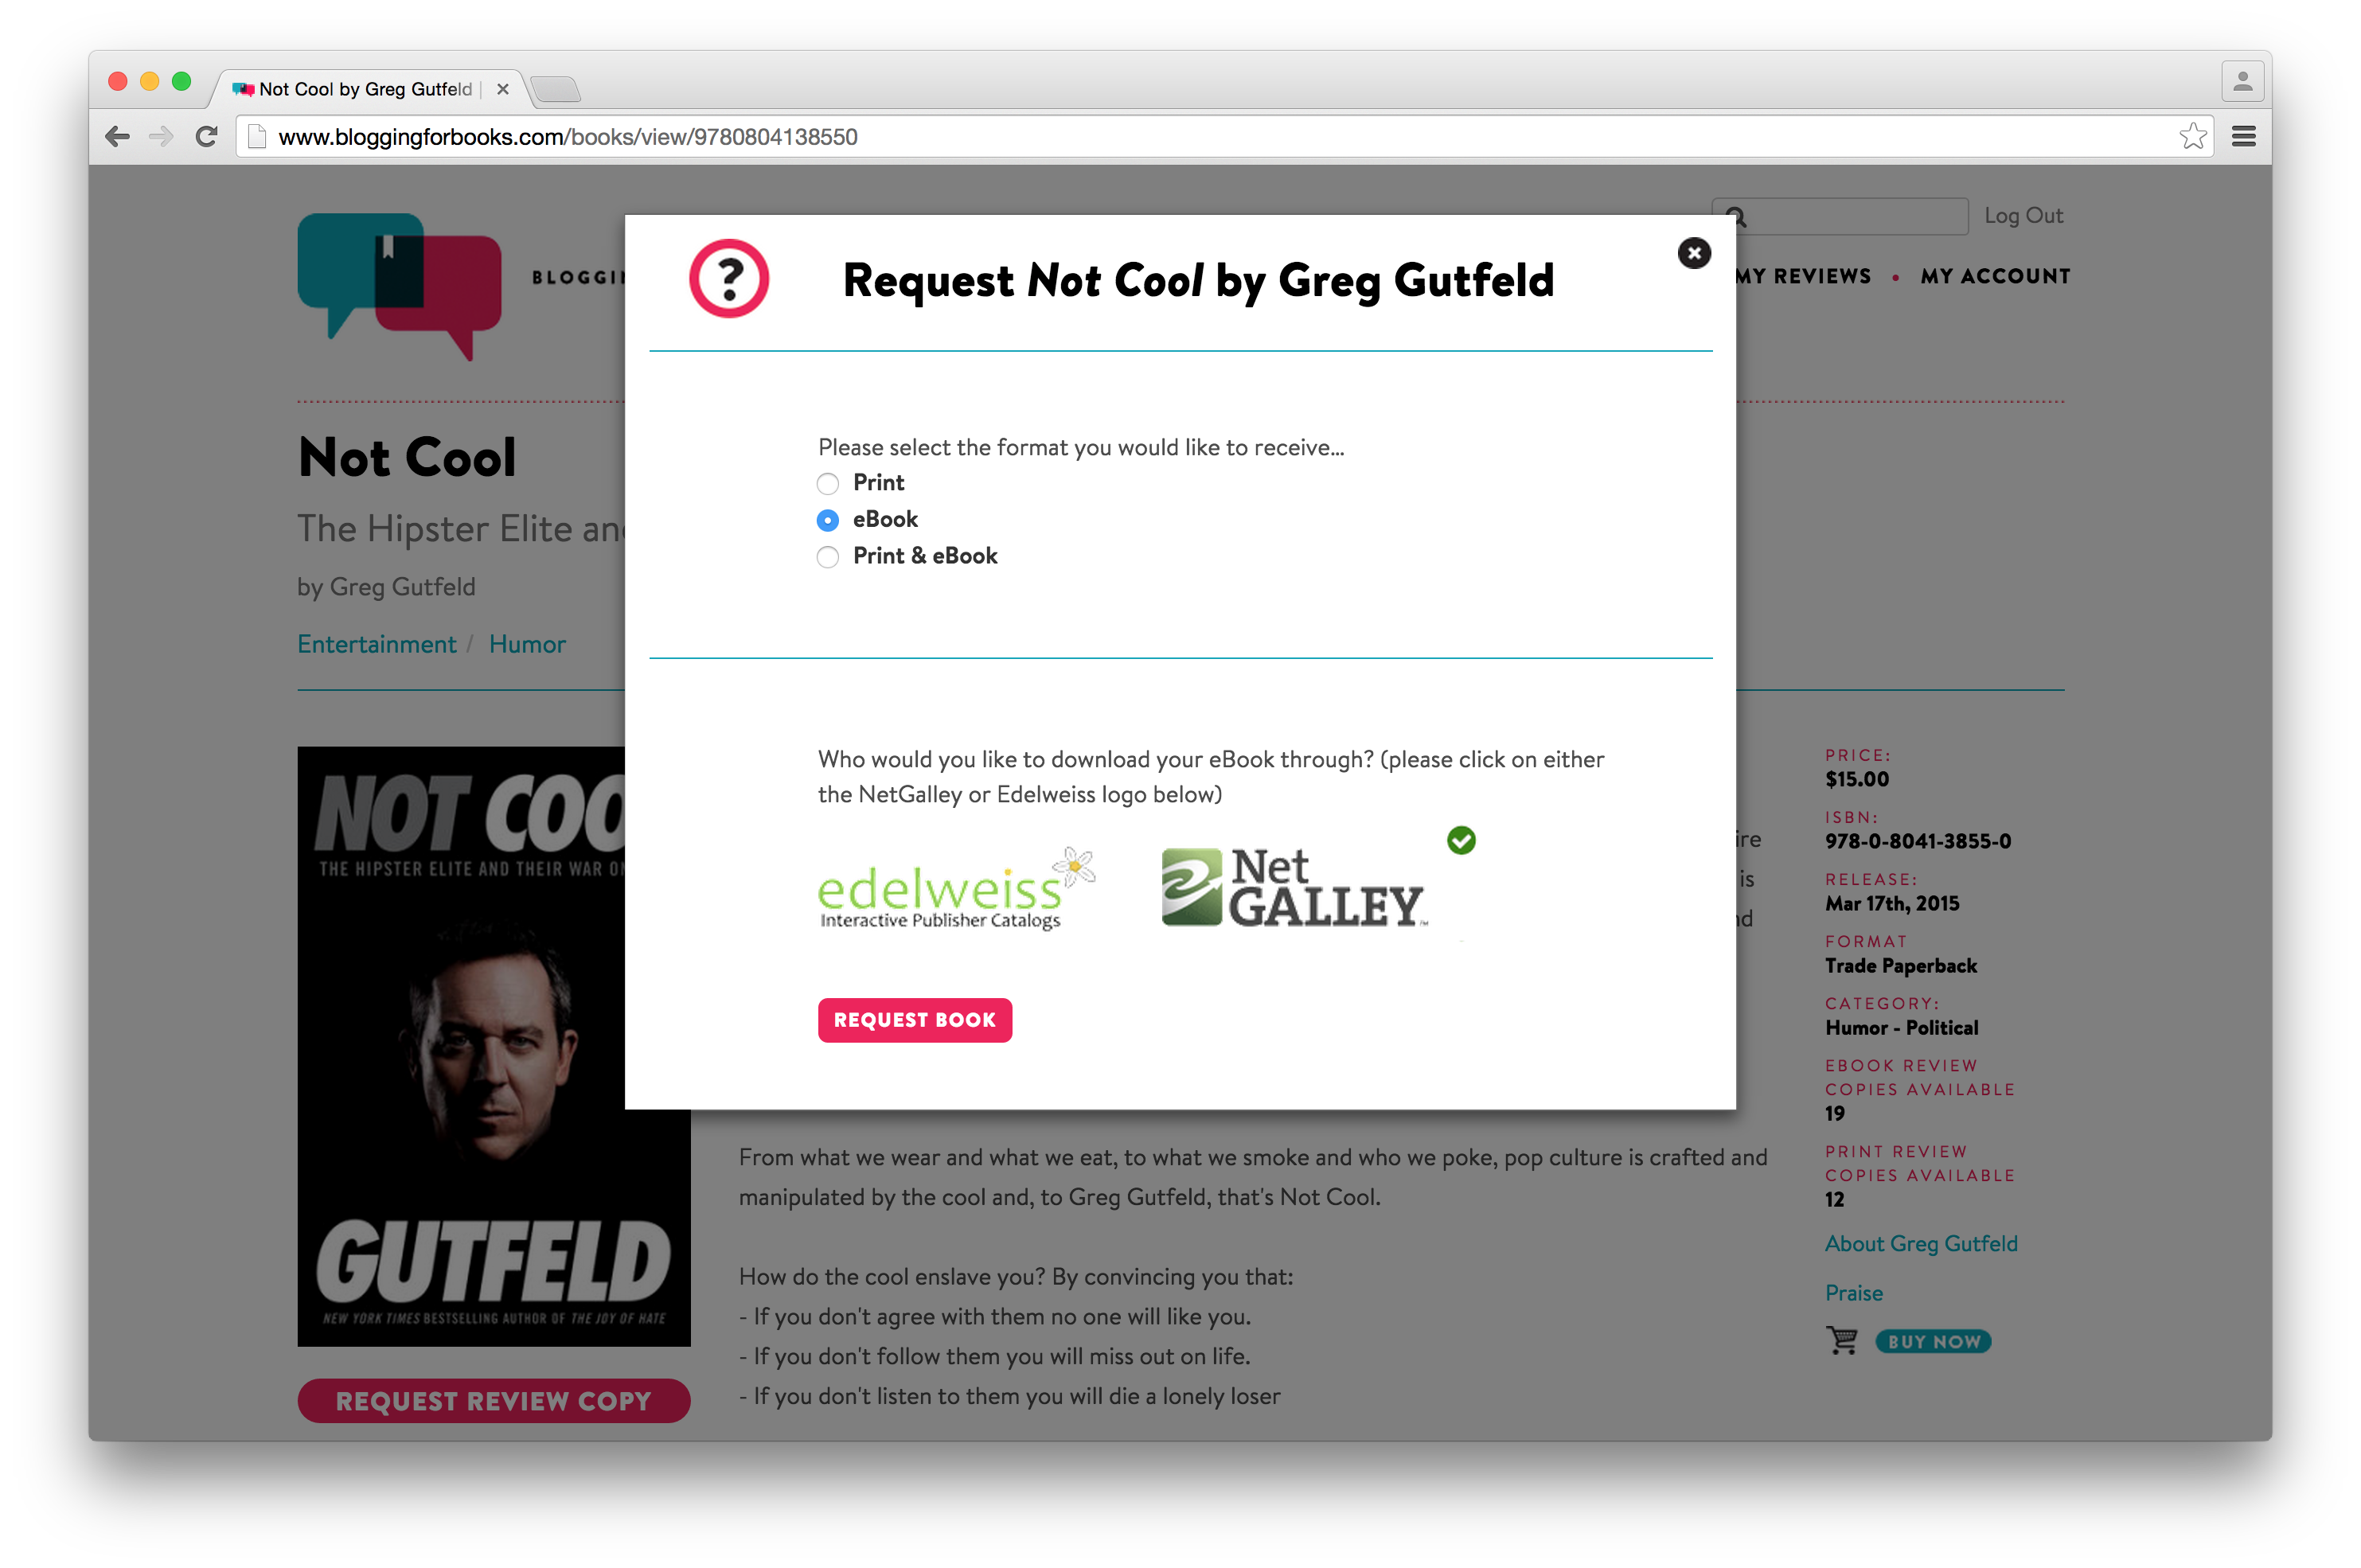 Not Cool by Greg Gutfeld
www.bloggingforbooks.com/books/view/9780804138550
Log Out
MY REVIEWS • MY ACCOUNT
?
Request Not Cool by Greg Gutfeld
Please select the format you would like to receive...
Print
eBook
Print & eBook
Who would you like to download your eBook through? (please click on either
the NetGalley or Edelweiss logo below)
edelweiss
Interactive Publisher Catalogs
Net
GALLEY™
REQUEST BOOK
Not Cool
The Hipster Elite
by Greg Gutfeld
Entertainment / Humor
NOT COO
THE HIPSTER ELITE AND THEIR WAR
GUTFELD
NEW YORK TIMES BESTSELLING AUTHOR OF THE JOY OF HATE
REQUEST REVIEW COPY
From what we wear and what we eat, to what we smoke and who we poke, pop culture is crafted and
manipulated by the cool and, to Greg Gutfeld, that's Not Cool.
How do the cool enslave you? By convincing you that:
- If you don't agree with them no one will like you.
- If you don't follow them you will miss out on life.
- If you don't listen to them you will die a lonely loser
PRICE:
$15.00
ISBN:
978-0-8041-3855-0
RELEASE:
Mar 17th, 2015
FORMAT
Trade Paperback
CATEGORY:
Humor - Political
EBOOK REVIEW
COPIES AVAILABLE
19
PRINT REVIEW
COPIES AVAILABLE
12
About Greg Gutfeld
Praise
BUY NOW